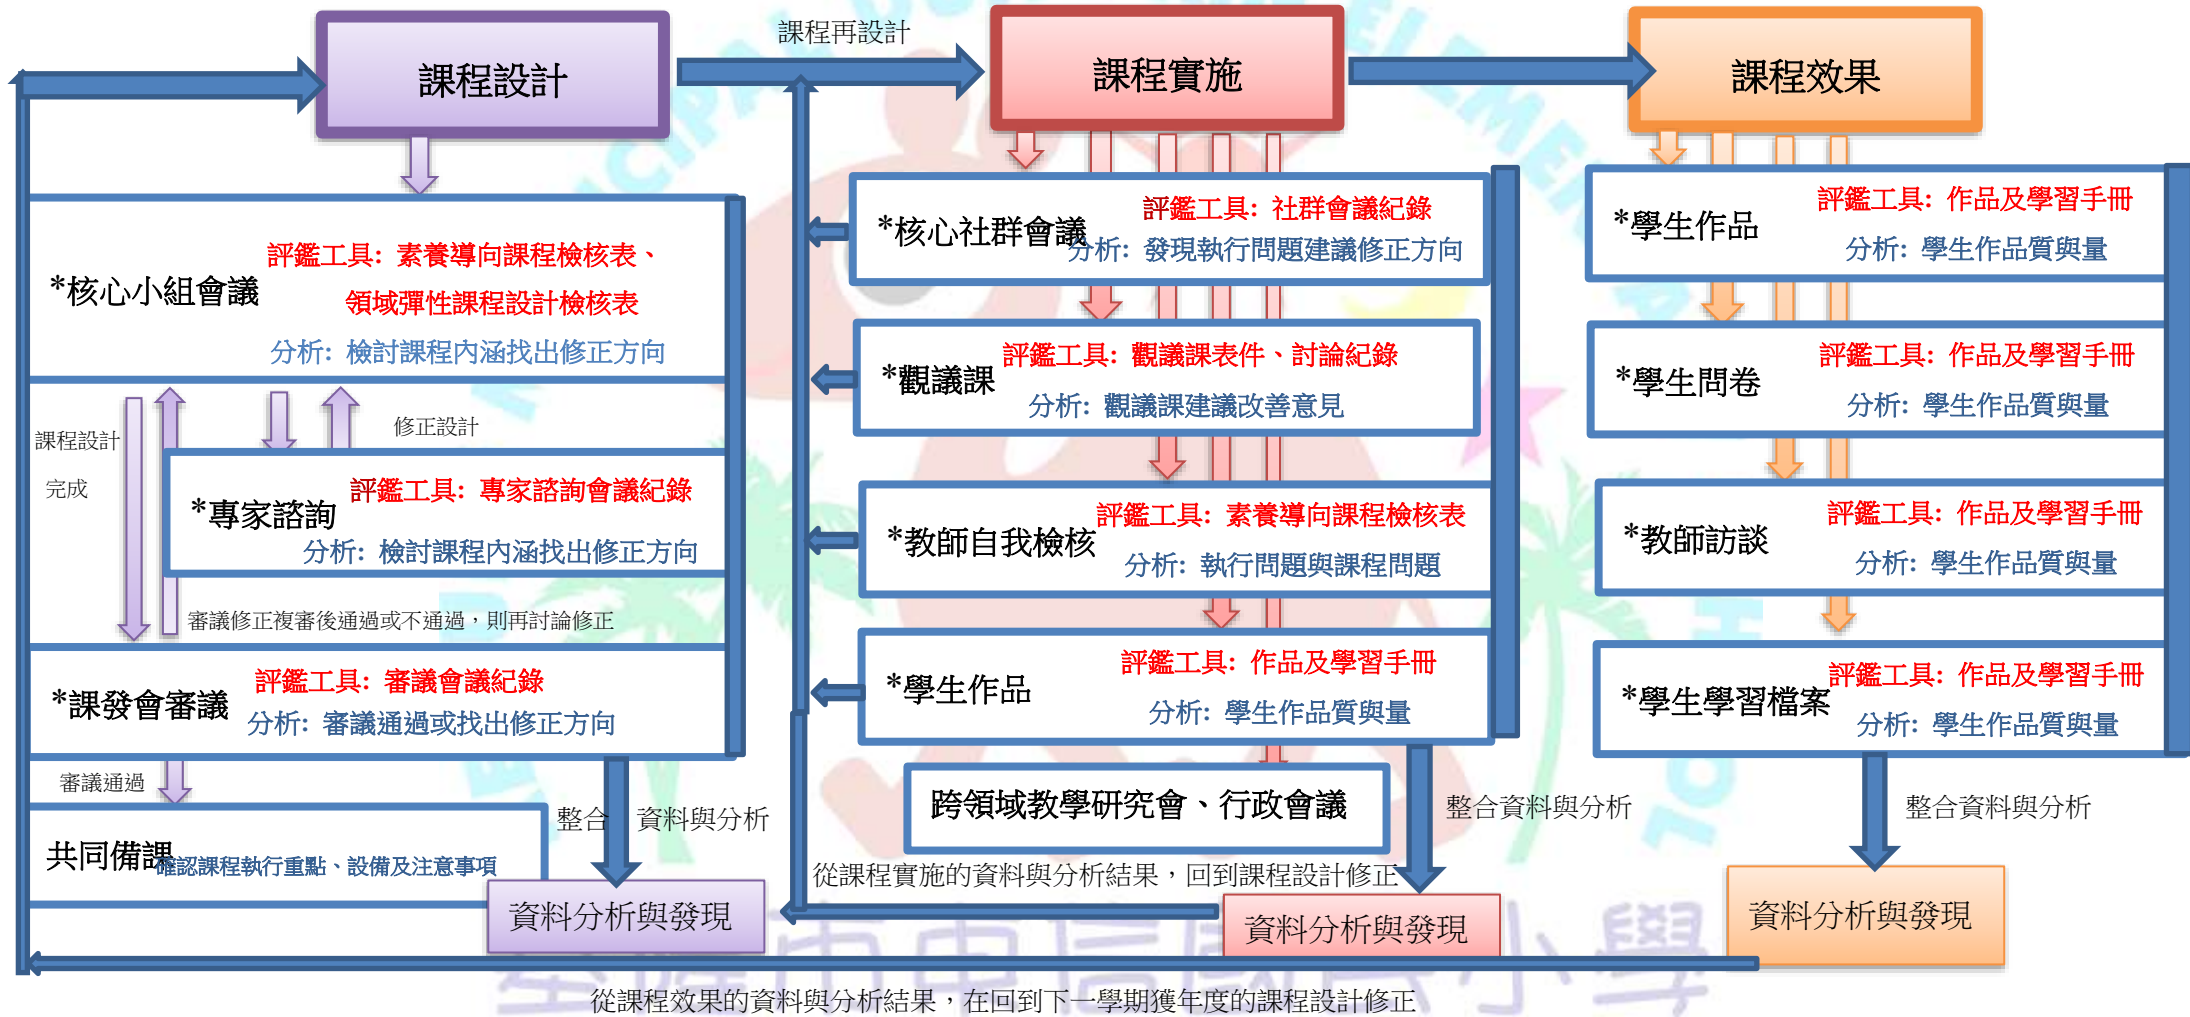 課程設計
課程再設計
課程實施
課程效果
*核心小組會議
評鑑工具: 素養導向課程檢核表、
領域彈性課程設計檢核表
分析: 檢討課程內涵找出修正方向
課程設計
完成
修正設計
*專家諮詢
評鑑工具: 專家諮詢會議紀錄
分析: 檢討課程內涵找出修正方向
審議修正複審後通過或不通過，則再討論修正
*課發會審議
評鑑工具: 審議會議紀錄
分析: 審議通過或找出修正方向
審議通過
共同備課
確認課程執行重點、設備及注意事項
整合 資料與分析
資料分析與發現
*核心社群會議
評鑑工具: 社群會議紀錄
分析: 發現執行問題建議修正方向
*觀議課
評鑑工具: 觀議課表件、討論紀錄
分析: 觀議課建議改善意見
*教師自我檢核
評鑑工具: 素養導向課程檢核表
分析: 執行問題與課程問題
*學生作品
評鑑工具: 作品及學習手冊
分析: 學生作品質與量
跨領域教學研究會、行政會議
整合資料與分析
從課程實施的資料與分析結果，回到課程設計修正
資料分析與發現
*學生作品
評鑑工具: 作品及學習手冊
分析: 學生作品質與量
*學生問卷
評鑑工具: 作品及學習手冊
分析: 學生作品質與量
*教師訪談
評鑑工具: 作品及學習手冊
分析: 學生作品質與量
*學生學習檔案
評鑑工具: 作品及學習手冊
分析: 學生作品質與量
整合資料與分析
資料分析與發現
從課程效果的資料與分析結果，在回到下一學期獲年度的課程設計修正